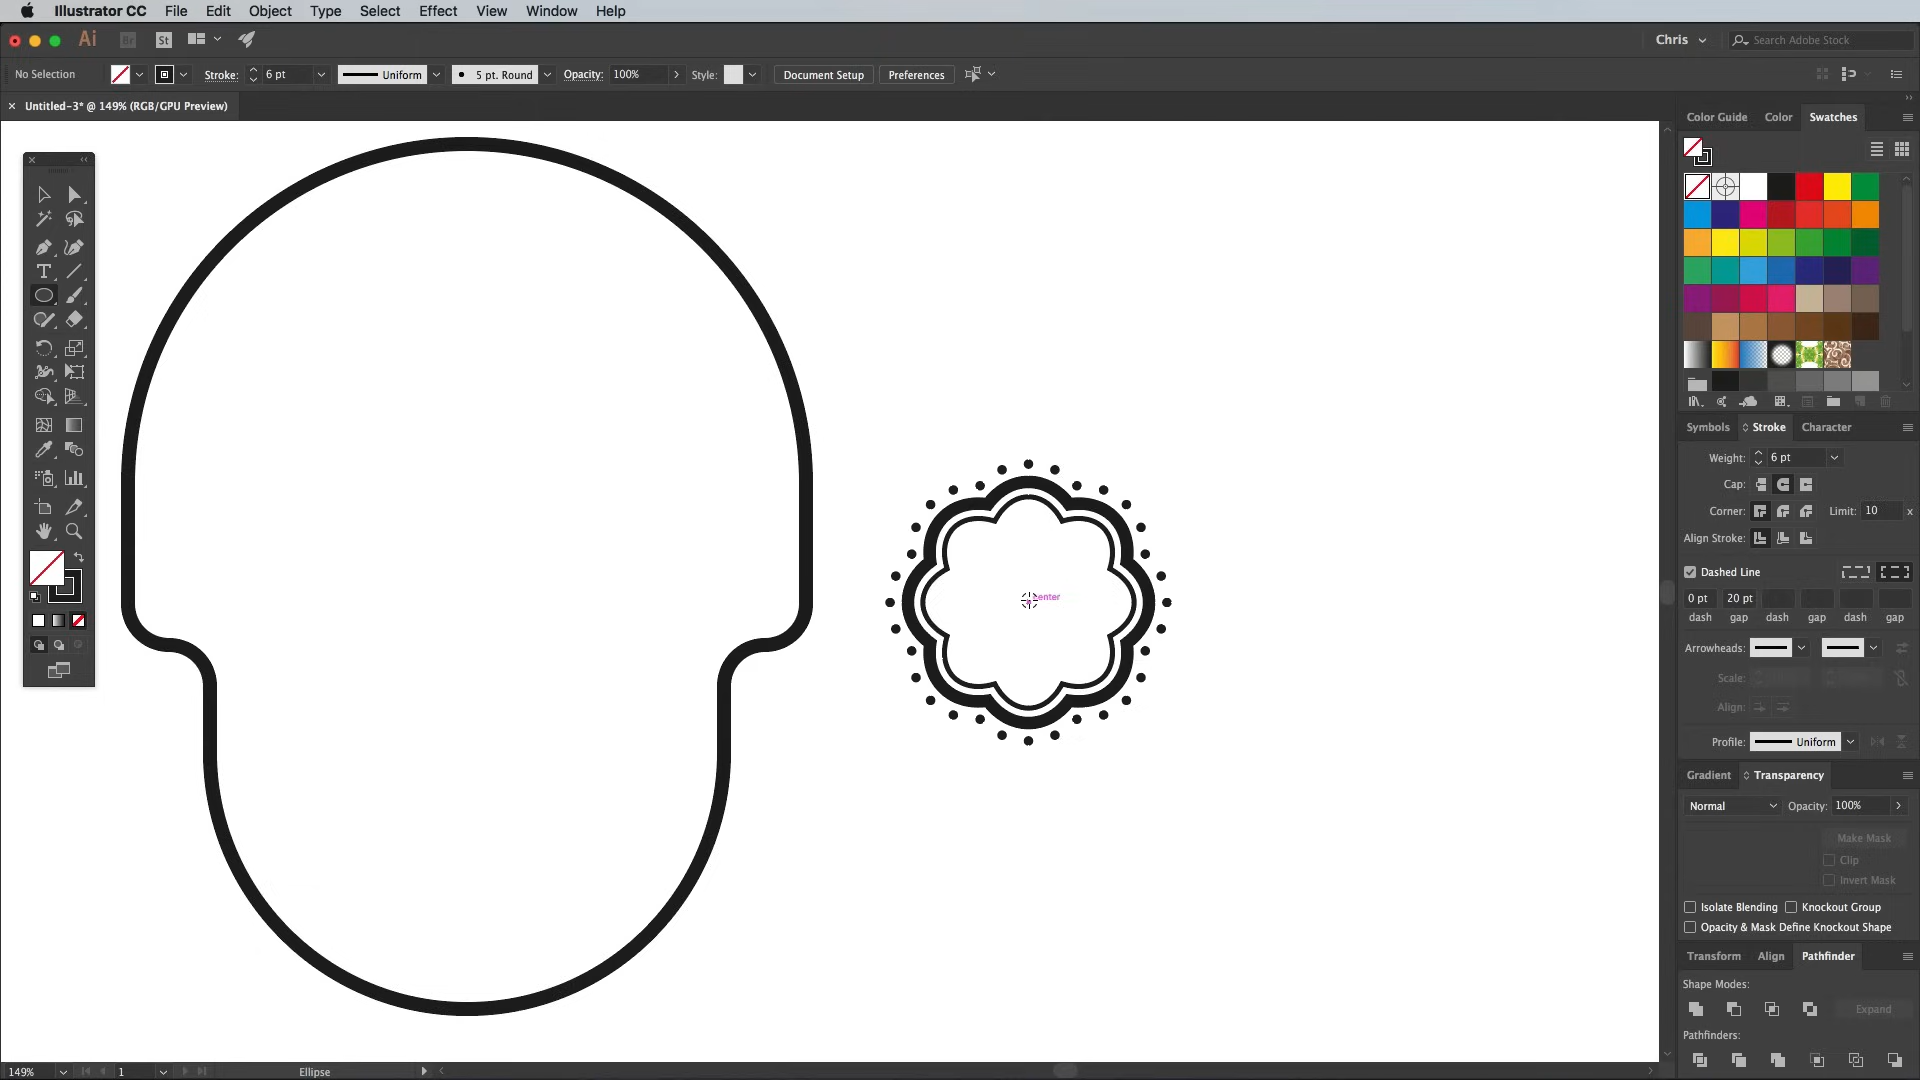 Illustrator CC File Edit Object Type Select Effect View Window Help
Ai Br St Chris Search Adobe Stock
No Selection Stroke: 6 pt Uniform 5 pt. Round Opacity: 100% Style: Document Setup Preferences
× Untitled-3* @ 149% (RGB/GPU Preview)
Color Guide Color Swatches
T
Symbols Stroke Character
Weight: 6 pt
Cap:
Corner: Limit: 10 x
Align Stroke:
Dashed Line
0 pt 20 pt
dash gap dash gap dash gap
Arrowheads:
Scale:
Align:
Profile: Uniform
center
Gradient Transparency
Normal Opacity: 100%
Make Mask
Clip
Invert Mask
Isolate Blending Knockout Group
Opacity & Mask Define Knockout Shape
Transform Align Pathfinder
Shape Modes:
Expand
Pathfinders:
149% 1 Ellipse